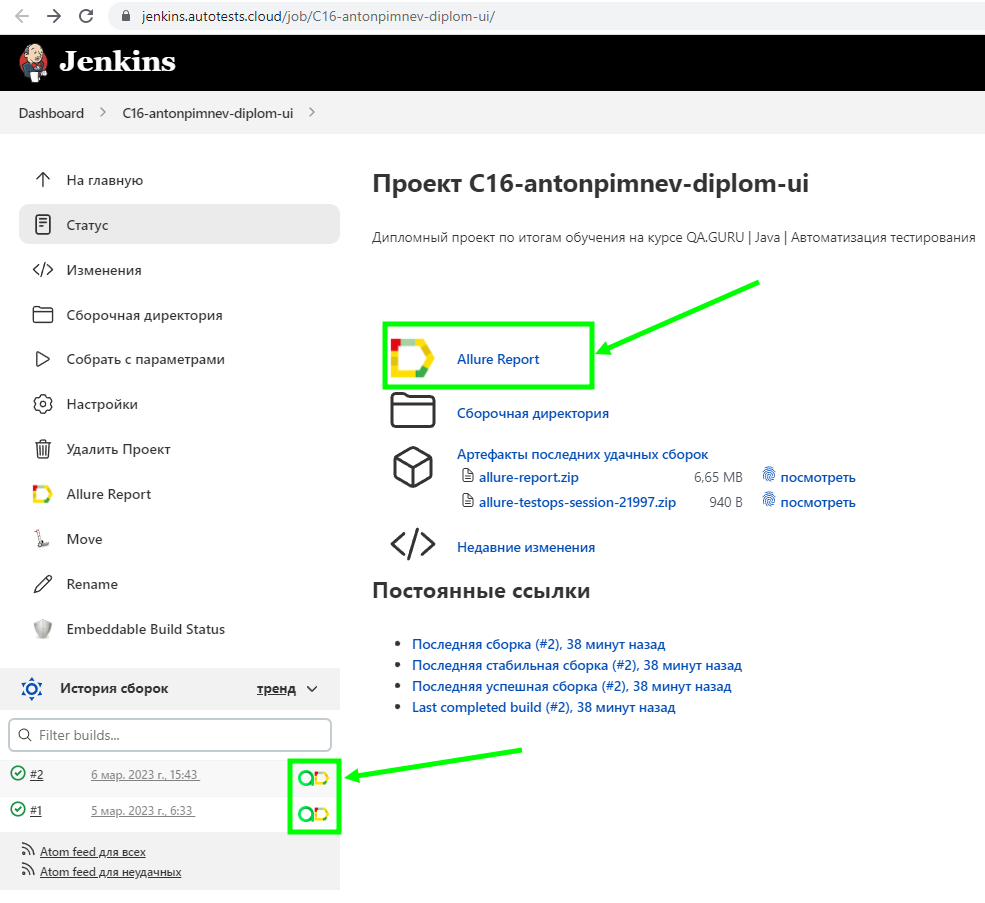 jenkins.autotests.cloud/job/C16-antonpimnev-diplom-ui/
Jenkins
Dashboard C16-antonpimnev-diplom-ui
На главную
Статус
Изменения
Сборочная директория
Собрать с параметрами
Настройки
Удалить Проект
Allure Report
Move
Rename
Embeddable Build Status
История сборок тренд
Filter builds...
#2 6 мар. 2023 г., 15:43
#1 5 мар. 2023 г., 6:33
Atom feed для всех
Atom feed для неудачных
Проект C16-antonpimnev-diplom-ui
Дипломный проект по итогам обучения на курсе QA.GURU | Java | Автоматизация тестирования
Allure Report
Сборочная директория
Артефакты последних удачных сборок
allure-report.zip 6,65 MB посмотреть
allure-testops-session-21997.zip 940 B посмотреть
Недавние изменения
Постоянные ссылки
Последняя сборка (#2), 38 минут назад
Последняя стабильная сборка (#2), 38 минут назад
Последняя успешная сборка (#2), 38 минут назад
Last completed build (#2), 38 минут назад